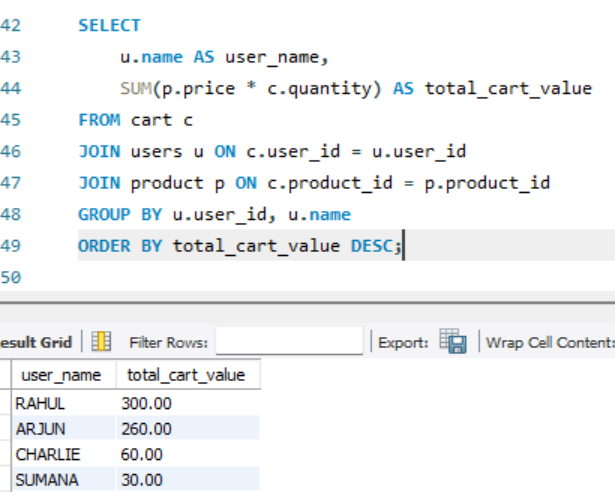 42 SELECT
43 u.name AS user_name,
44 SUM(p.price * c.quantity) AS total_cart_value
45 FROM cart c
46 JOIN users u ON c.user_id = u.user_id
47 JOIN product p ON c.product_id = p.product_id
48 GROUP BY u.user_id, u.name
49 ORDER BY total_cart_value DESC;
50
esult Grid Filter Rows: Export: Wrap Cell Content:
user_name total_cart_value
RAHUL 300.00
ARJUN 260.00
CHARLIE 60.00
SUMANA 30.00